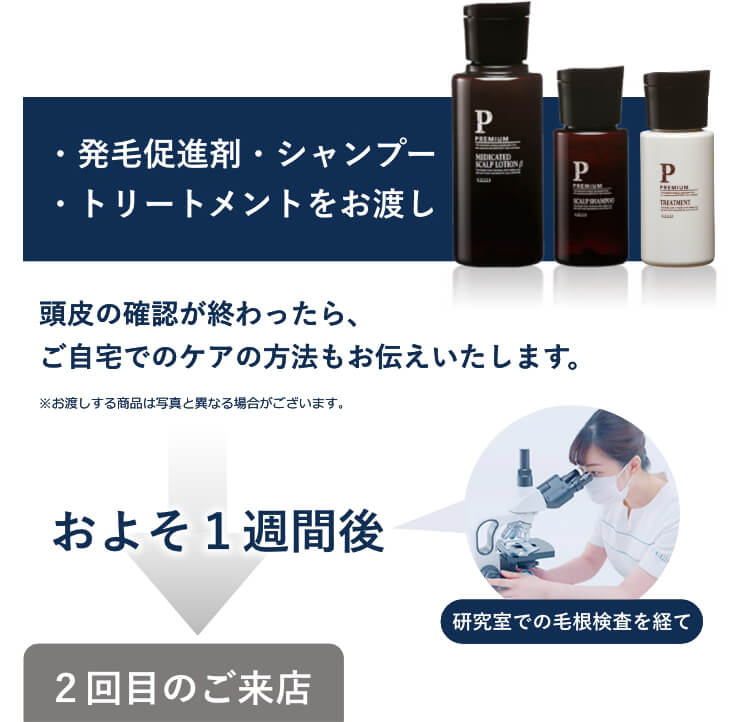 ・発毛促進剤・シャンプー
・トリートメントをお渡し
P
PREMIUM
MEDICATED
SCALP LOTION β
P
PREMIUM
SCALP SHAMPOO
P
PREMIUM
TREATMENT
頭皮の確認が終わったら、
ご自宅でのケアの方法もお伝えいたします。
※お渡しする商品は写真と異なる場合がございます。
およそ１週間後
研究室での毛根検査を経て
２回目のご来店